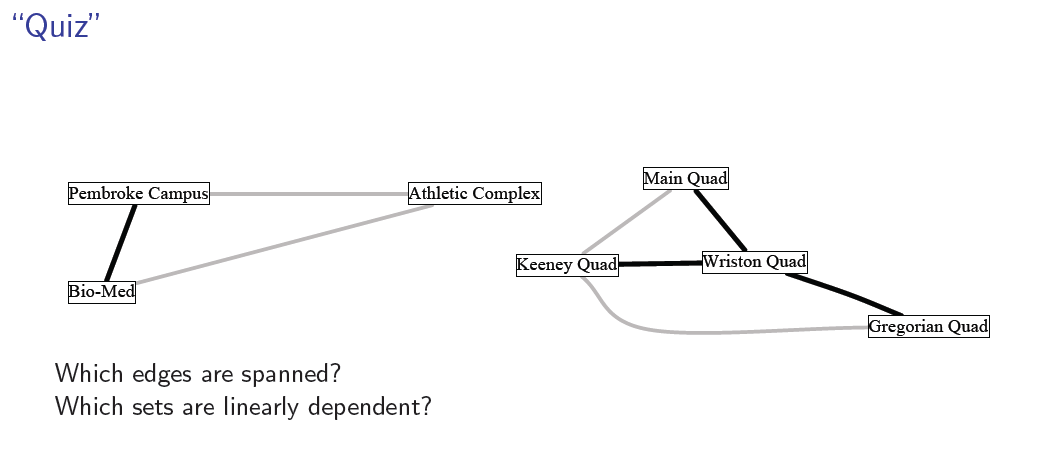 “Quiz”
Main Quad
Pembroke Campus Athletic Complex
Keeney Quad Wriston Quad
Bio-Med
Gregorian Quad
Which edges are spanned?
Which sets are linearly dependent?